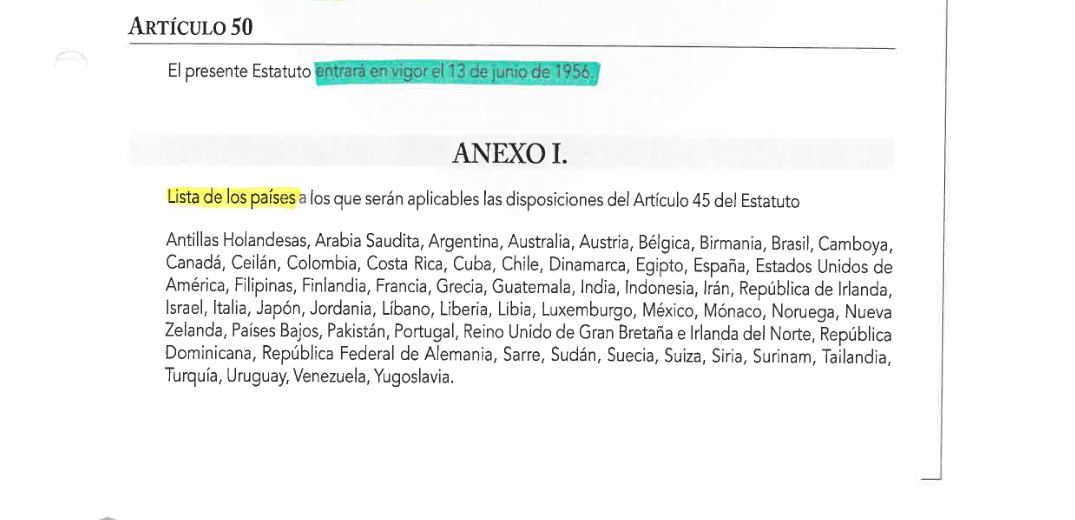 ARTÍCULO 50
El presente Estatuto entrará en vigor el 13 de junio de 1956.
ANEXO I.
Lista de los países a los que serán aplicables las disposiciones del Artículo 45 del Estatuto
Antillas Holandesas, Arabia Saudita, Argentina, Australia, Austria, Bélgica, Birmania, Brasil, Camboya,
Canadá, Ceilán, Colombia, Costa Rica, Cuba, Chile, Dinamarca, Egipto, España, Estados Unidos de
América, Filipinas, Finlandia, Francia, Grecia, Guatemala, India, Indonesia, Irán, República de Irlanda,
Israel, Italia, Japón, Jordania, Líbano, Liberia, Libia, Luxemburgo, México, Mónaco, Noruega, Nueva
Zelanda, Países Bajos, Pakistán, Portugal, Reino Unido de Gran Bretaña e Irlanda del Norte, República
Dominicana, República Federal de Alemania, Sarre, Sudán, Suecia, Suiza, Siria, Surinam, Tailandia,
Turquía, Uruguay, Venezuela, Yugoslavia.